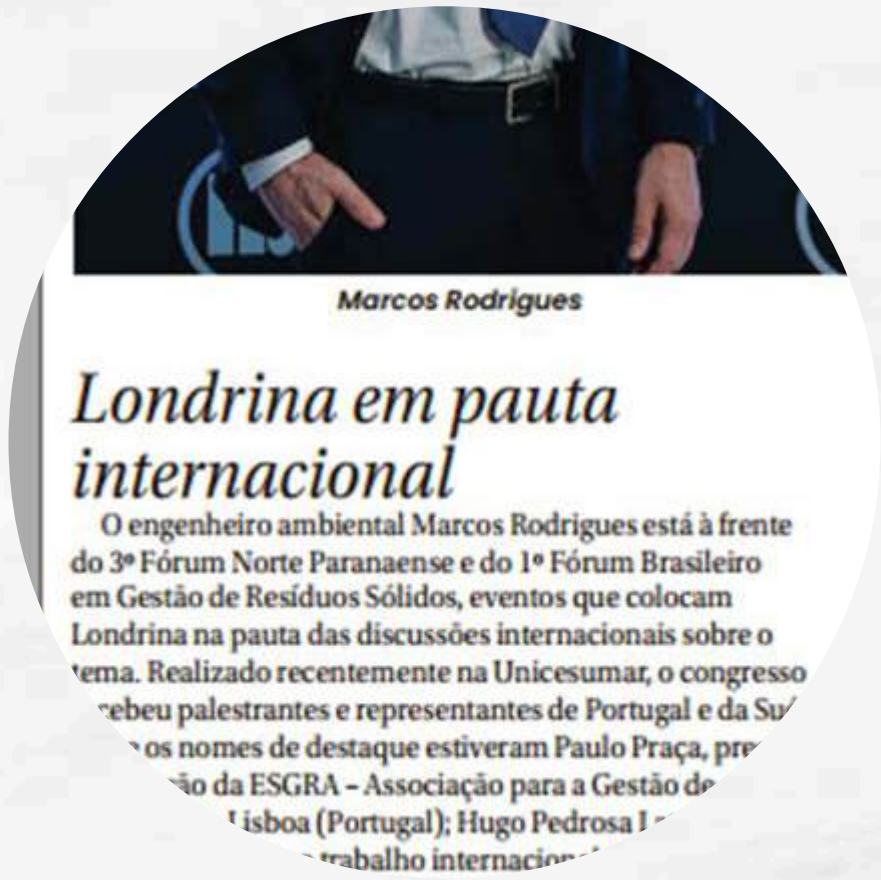 Marcos Rodrigues
Londrina em pauta
internacional
O engenheiro ambiental Marcos Rodrigues está à frente
do 3º Fórum Norte Paranaense e do 1º Fórum Brasileiro
em Gestão de Resíduos Sólidos, eventos que colocam
Londrina na pauta das discussões internacionais sobre o
tema. Realizado recentemente na Unicesumar, o congresso
palestrantes e representantes de Portugal e da
os nomes de destaque estiveram Paulo Praça,
da ESGRA – Associação para a Gestão de
Lisboa (Portugal); Hugo Pedrosa
trabalho